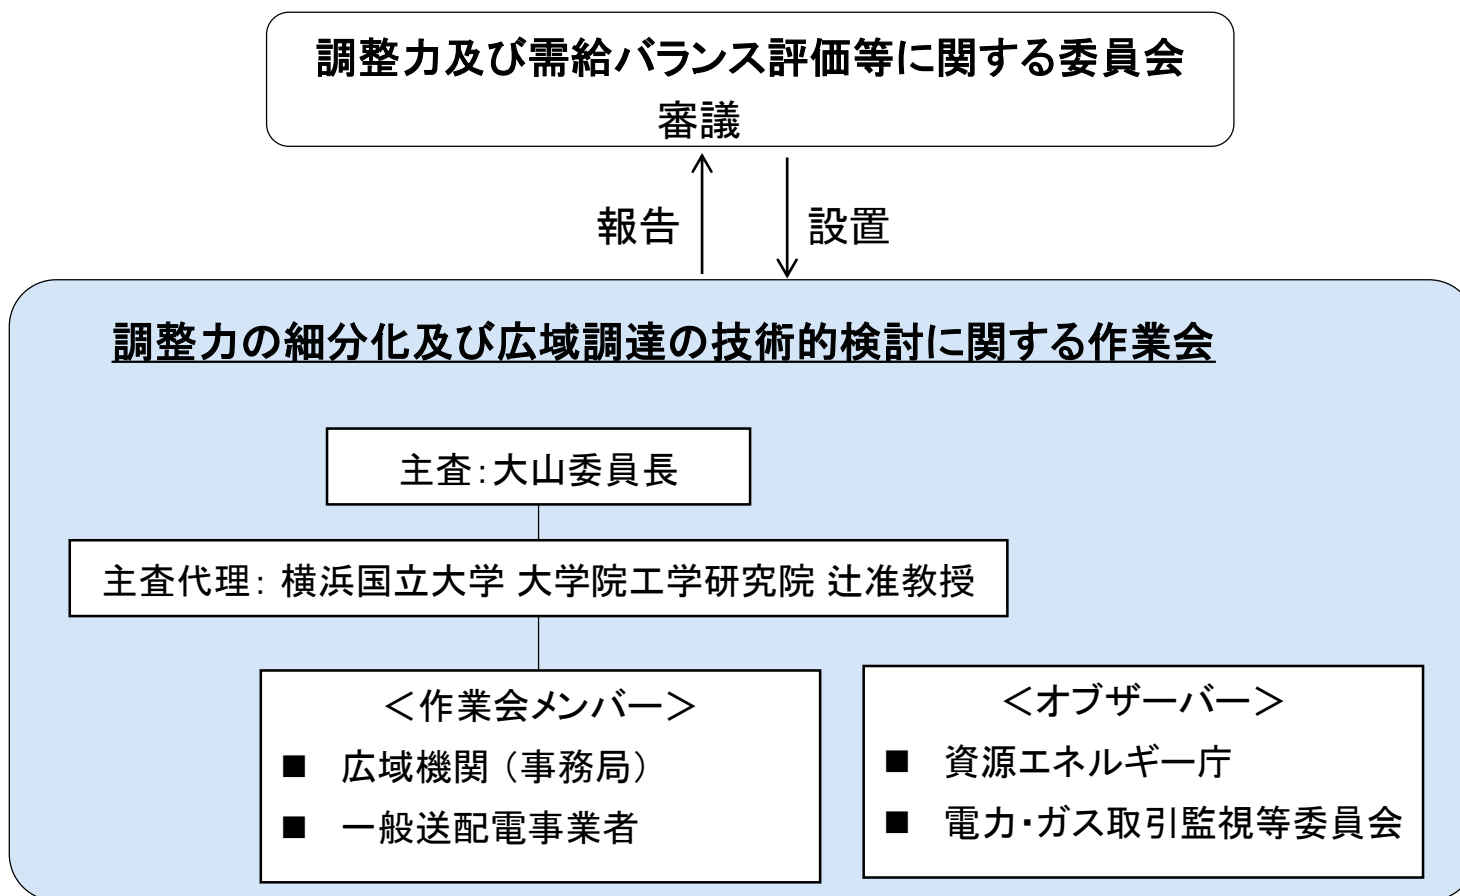 調整力及び需給バランス評価等に関する委員会
審議
報告
設置
調整力の細分化及び広域調達の技術的検討に関する作業会
主査：大山委員長
主査代理： 横浜国立大学 大学院工学研究院 辻准教授
＜作業会メンバー＞
■ 広域機関（事務局）
■ 一般送配電事業者
＜オブザーバー＞
■ 資源エネルギー庁
■ 電力・ガス取引監視等委員会